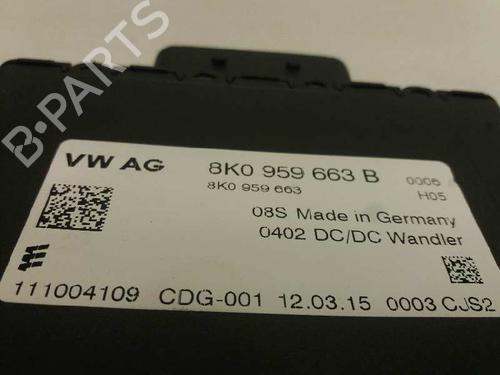 B-PARTS
VW AG 8K0 959 663 B 0006
8K0 959 663 H05
08S Made in Germany
0402 DC/DC Wandler
111004109 CDG-001 12.03.15 0003 CJS2